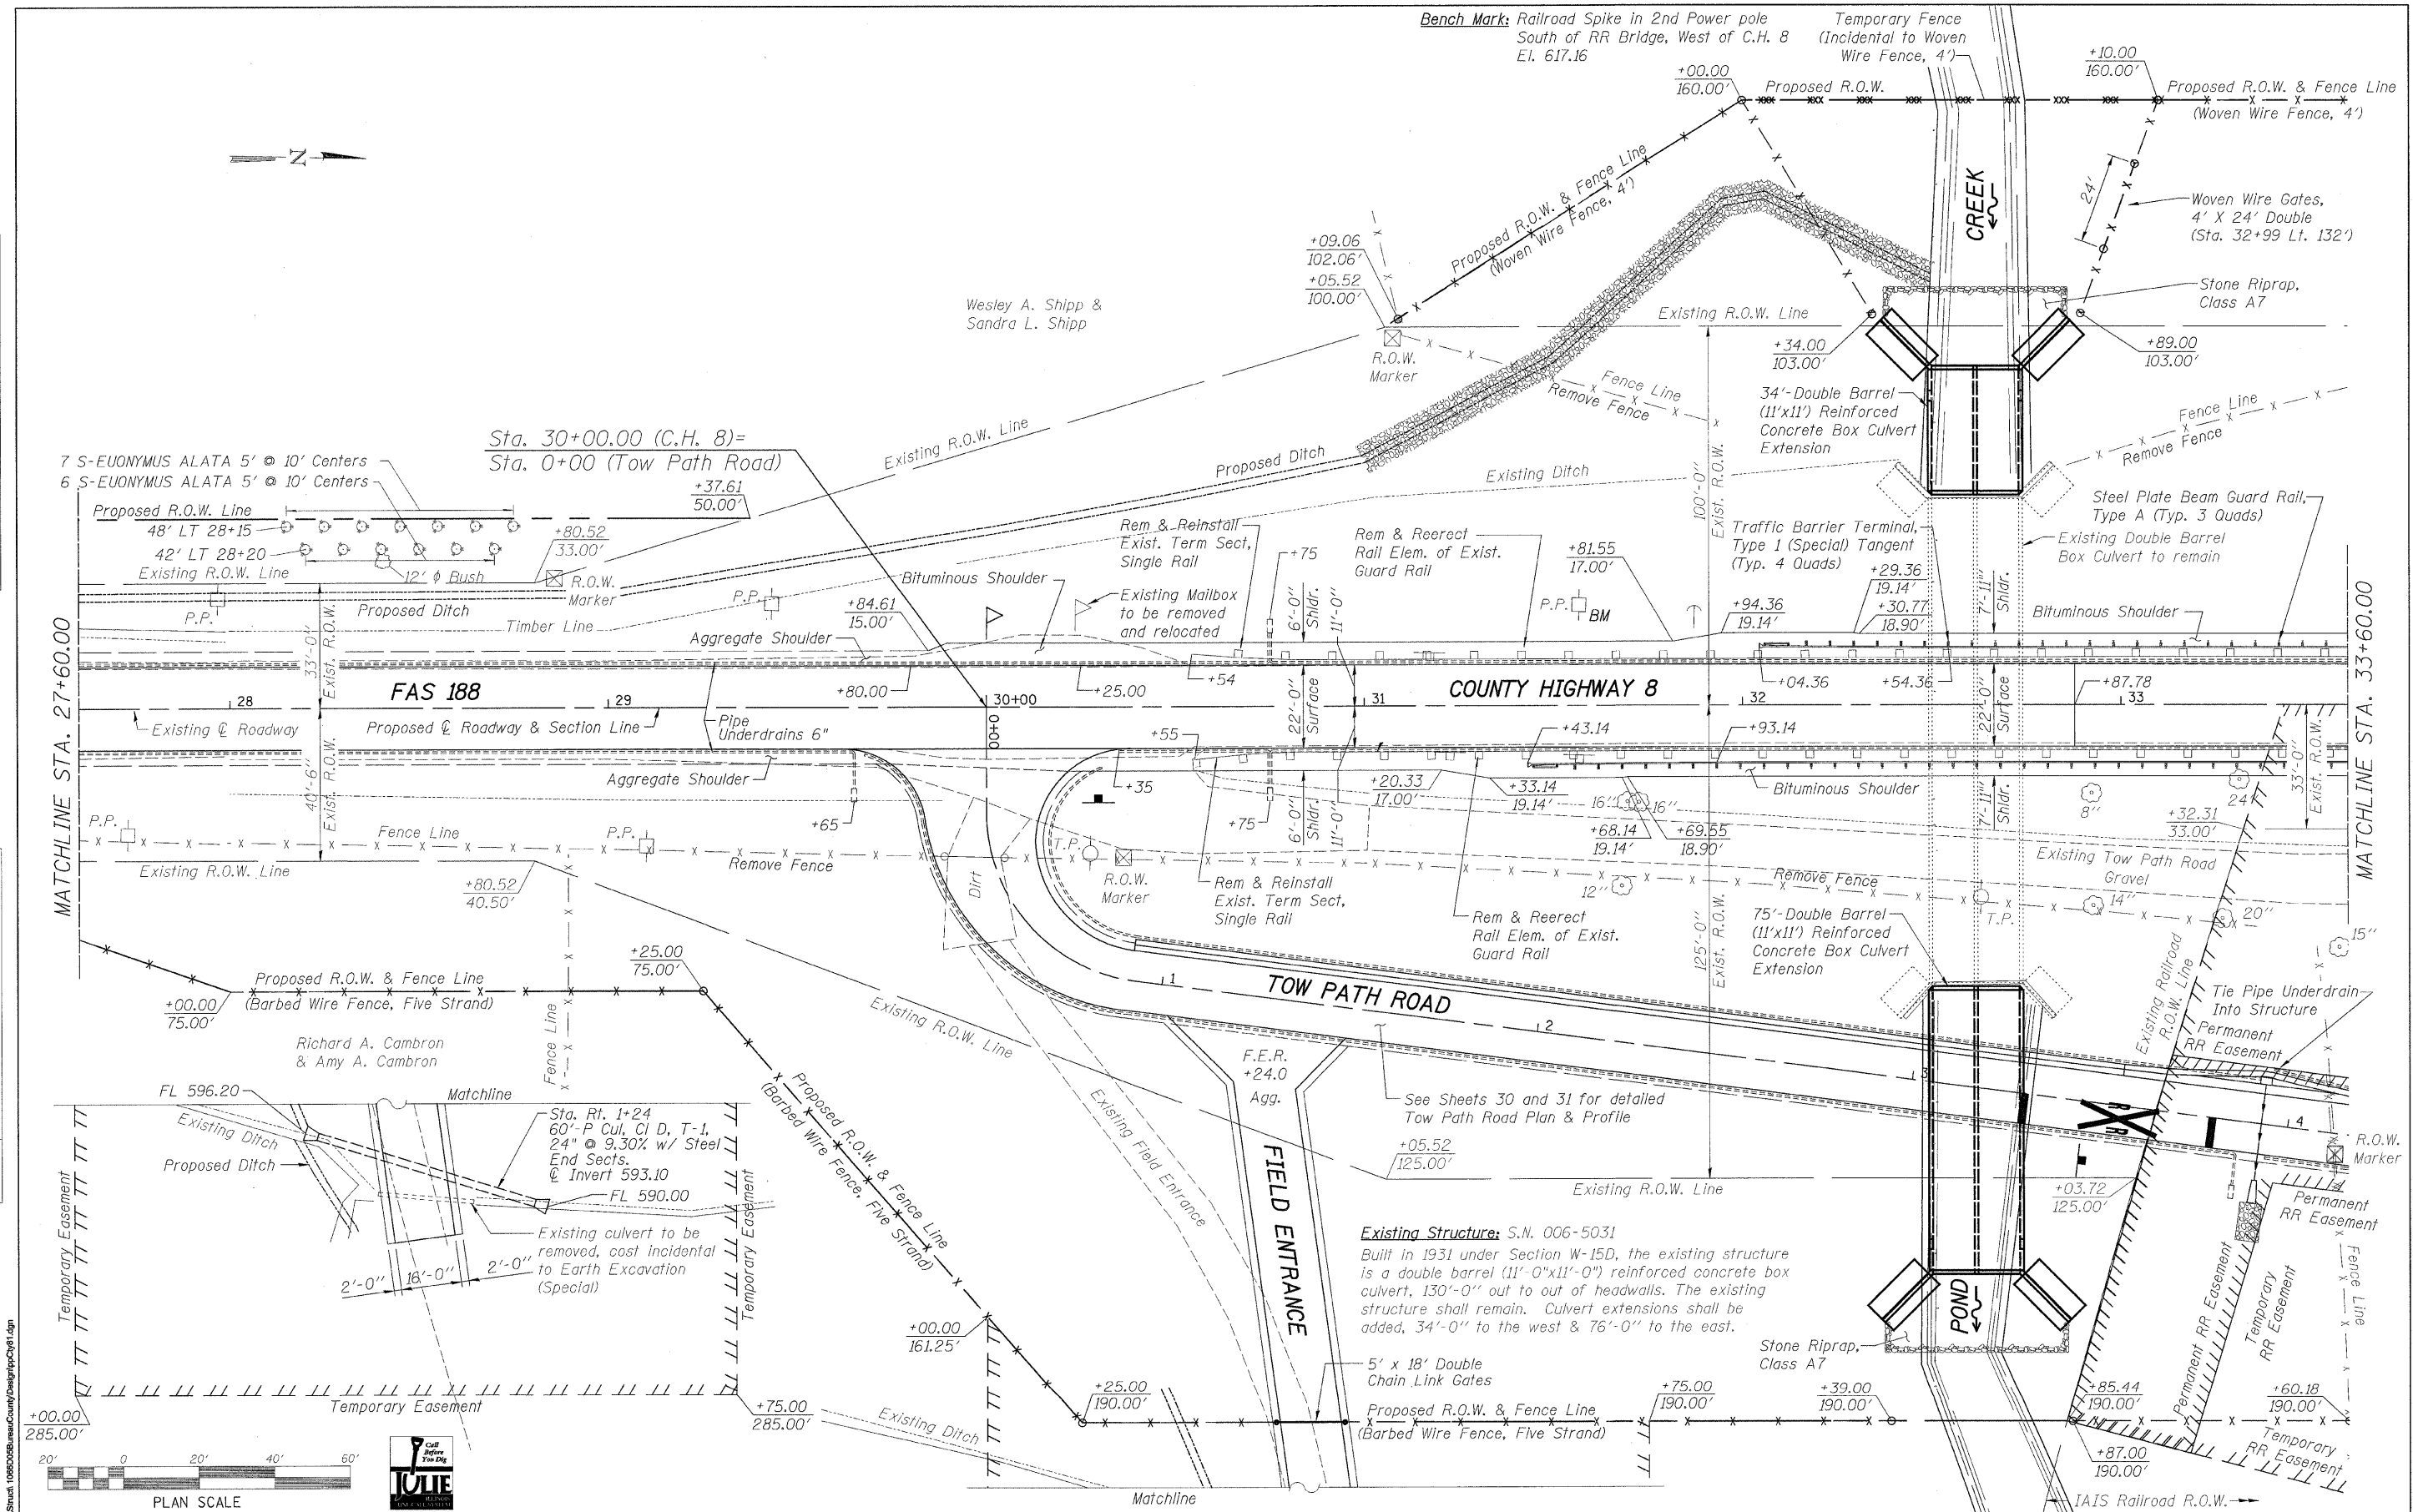 Bench Mark: Railroad Spike in 2nd Power pole
South of RR Bridge, West of C.H. 8
El. 617.16
Temporary Fence
(Incidental to Woven
Wire Fence, 4')
+10.00
160.00'
+00.00
160.00'
Proposed R.O.W.
Proposed R.O.W. & Fence Line
(Woven Wire Fence, 4')
N
Proposed R.O.W. & Fence Line
(Woven Wire Fence, 4')
CREEK
24'
Woven Wire Gates,
4' X 24' Double
(Sta. 32+99 Lt. 132')
+09.06
102.06'
+05.52
100.00'
Wesley A. Shipp &
Sandra L. Shipp
Stone Riprap,
Class A7
Existing R.O.W. Line
R.O.W.
Marker
+34.00
103.00'
+89.00
103.00'
Fence Line
Remove Fence
34'-Double Barrel
(11'x11') Reinforced
Concrete Box Culvert
Extension
Fence Line
Remove Fence
Sta. 30+00.00 (C.H. 8)=
Sta. 0+00 (Tow Path Road)
Existing R.O.W. Line
Proposed Ditch
Existing Ditch
100'-0"
Exist. R.O.W.
7 S-EUONYMUS ALATA 5' @ 10' Centers
6 S-EUONYMUS ALATA 5' @ 10' Centers
+37.61
50.00'
Proposed R.O.W. Line
48' LT 28+15
42' LT 28+20
+80.52
33.00'
Existing R.O.W. Line
12' ϕ Bush
R.O.W.
Marker
Rem & Reinstall
Exist. Term Sect,
Single Rail
+75
Rem & Reerect
Rail Elem. of Exist.
Guard Rail
+81.55
17.00'
Traffic Barrier Terminal,
Type 1 (Special) Tangent
(Typ. 4 Quads)
Steel Plate Beam Guard Rail,
Type A (Typ. 3 Quads)
Existing Double Barrel
Box Culvert to remain
+29.36
19.14'
+30.77
18.90'
+94.36
19.14'
7'-11"
Shldr.
Bituminous Shoulder
P.P.
Proposed Ditch
Timber Line
P.P.
Bituminous Shoulder
+84.61
15.00'
Existing Mailbox
to be removed
and relocated
Aggregate Shoulder
6'-0"
Shldr.
11'-0"
P.P.
BM
33'-0"
Exist. R.O.W.
MATCHLINE STA. 27+60.00
MATCHLINE STA. 33+60.00
FAS 188
+80.00
+25.00
+54
COUNTY HIGHWAY 8
+04.36
+54.36
+87.78
28
29
30+00
31
32
33
Existing ℄ Roadway
Proposed ℄ Roadway & Section Line
Pipe
Underdrains 6"
0+00
22'-0"
Surface
22'-0"
Surface
+55
+43.14
+93.14
Aggregate Shoulder
40'-6"
Exist. R.O.W.
+35
+20.33
17.00'
+33.14
19.14'
16"
16"
Bituminous Shoulder
7'-11"
Shldr.
8"
24"
33'-0"
Exist. R.O.W.
P.P.
Fence Line
P.P.
+65
+75
6'-0"
Shldr.
11'-0"
+68.14
19.14'
+69.55
18.90'
+32.31
33.00'
Existing R.O.W. Line
Remove Fence
T.P.
R.O.W.
Marker
Dirt
+80.52
40.50'
Rem & Reinstall
Exist. Term Sect,
Single Rail
12"
Remove Fence
Existing Tow Path Road
Gravel
T.P.
14"
20"
15"
Rem & Reerect
Rail Elem. of Exist.
Guard Rail
125'-0"
Exist. R.O.W.
75'-Double Barrel
(11'x11') Reinforced
Concrete Box Culvert
Extension
Proposed R.O.W. & Fence Line
(Barbed Wire Fence, Five Strand)
+00.00
75.00'
+25.00
75.00'
1
TOW PATH ROAD
2
3
4
Existing Railroad
R.O.W. Line
Tie Pipe Underdrain
Into Structure
Permanent
RR Easement
Richard A. Cambron
& Amy A. Cambron
Fence Line
Existing R.O.W. Line
F.E.R.
+24.0
Agg.
See Sheets 30 and 31 for detailed
Tow Path Road Plan & Profile
+05.52
125.00'
Existing R.O.W. Line
R R
R.O.W.
Marker
+03.72
125.00'
Permanent
RR Easement
FL 596.20
Matchline
Existing Ditch
Proposed Ditch
Sta. Rt. 1+24
60'-P Cul, Cl D, T-1,
24" @ 9.30% w/ Steel
End Sects.
℄ Invert 593.10
FL 590.00
Existing culvert to be
removed, cost incidental
to Earth Excavation
(Special)
2'-0"
16'-0"
2'-0"
Temporary Easement
Temporary Easement
Proposed R.O.W. & Fence Line
(Barbed Wire Fence, Five Strand)
Existing Field Entrance
FIELD ENTRANCE
Existing Structure: S.N. 006-5031
Built in 1931 under Section W-15D, the existing structure
is a double barrel (11'-0"x11'-0") reinforced concrete box
culvert, 130'-0" out to out of headwalls. The existing
structure shall remain. Culvert extensions shall be
added, 34'-0" to the west & 76'-0" to the east.
POND
Permanent RR Easement
Temporary
RR Easement
Fence Line
+00.00
161.25'
Stone Riprap,
Class A7
5' x 18' Double
Chain Link Gates
+25.00
190.00'
Proposed R.O.W. & Fence Line
(Barbed Wire Fence, Five Strand)
+75.00
190.00'
+39.00
190.00'
+85.44
190.00'
+60.18
190.00'
Temporary
RR Easement
+87.00
190.00'
IAIS Railroad R.O.W.
+00.00
285.00'
Temporary Easement
+75.00
285.00'
Existing Ditch
Matchline
20' 0 20' 40' 60'
PLAN SCALE
Call
Before
You Dig
JULIE